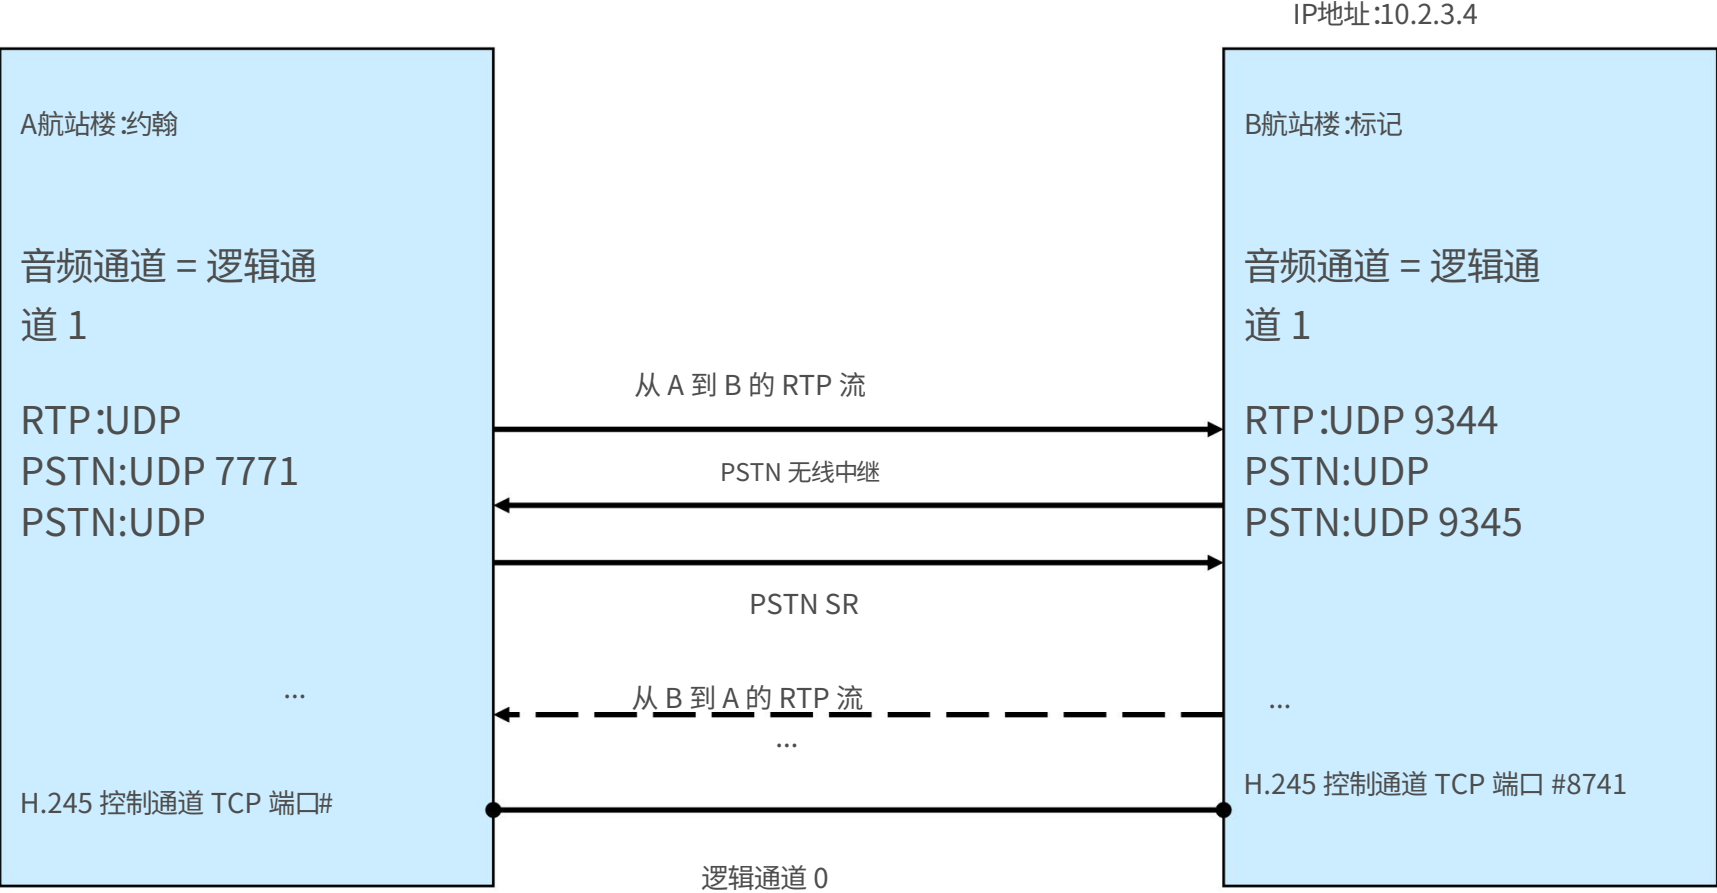 IP地址:10.2.3.4
A航站楼:约翰
B航站楼:标记
音频通道 = 逻辑通
道 1
音频通道 = 逻辑通
道 1
从 A 到 B 的 RTP 流
RTP:UDP
PSTN:UDP 7771
PSTN:UDP
RTP:UDP 9344
PSTN:UDP
PSTN:UDP 9345
PSTN 无线中继
PSTN SR
...
从 B 到 A 的 RTP 流
...
...
H.245 控制通道 TCP 端口#
H.245 控制通道 TCP 端口 #8741
逻辑通道 0